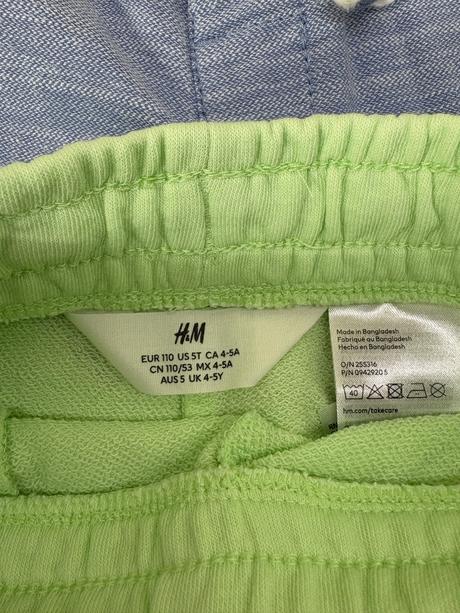 H&M
EUR 110 US 5T CA 4-5A
CN 110/53 MX 4-5A
AUS 5 UK 4-5Y
Made in Bangladesh
Fabriqué au Bangladesh
Hecho en Bangladesh
O/N 255316
P/N 0942920 5
40
hm.com/takecare